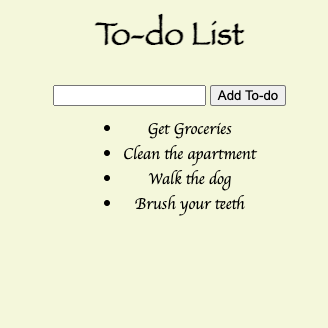 To-do List
Add To-do
Get Groceries
Clean the apartment
Walk the dog
Brush your teeth